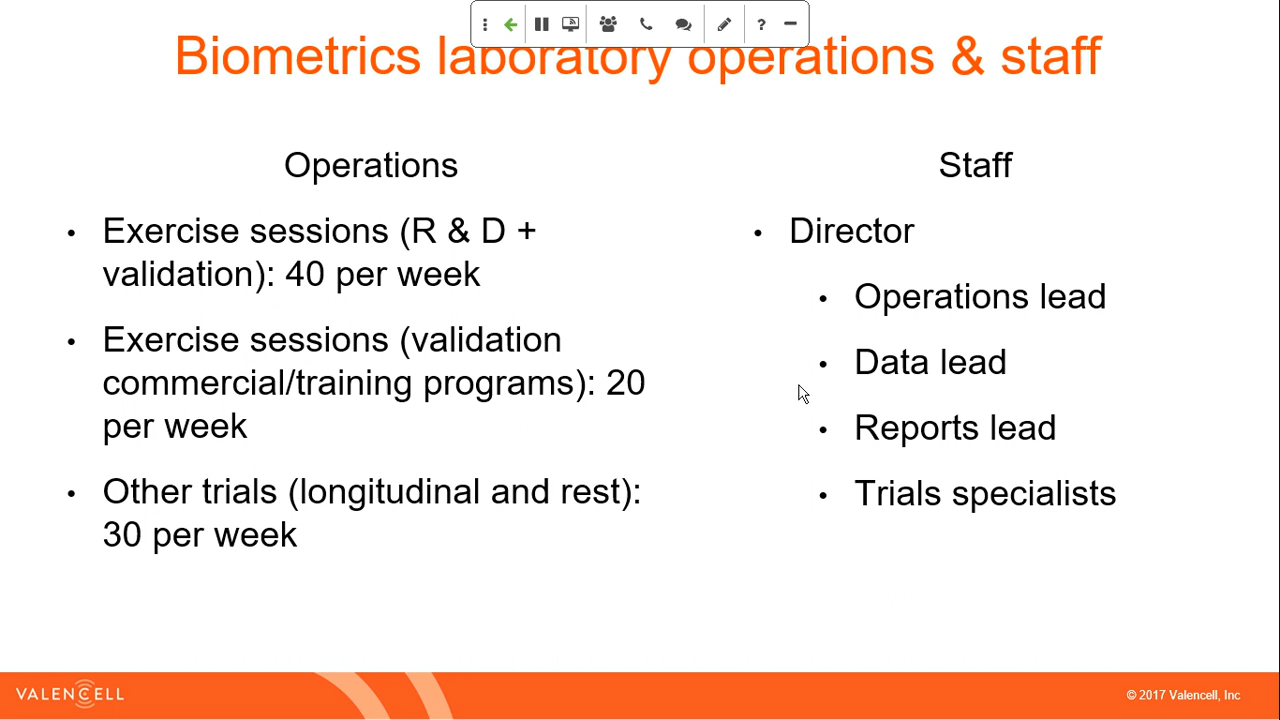 Biometrics laboratory operations & staff
Operations
• Exercise sessions (R & D +
validation): 40 per week
• Exercise sessions (validation
commercial/training programs): 20
per week
• Other trials (longitudinal and rest):
30 per week
Staff
• Director
• Operations lead
• Data lead
• Reports lead
• Trials specialists
VALENCELL
© 2017 Valencell, Inc